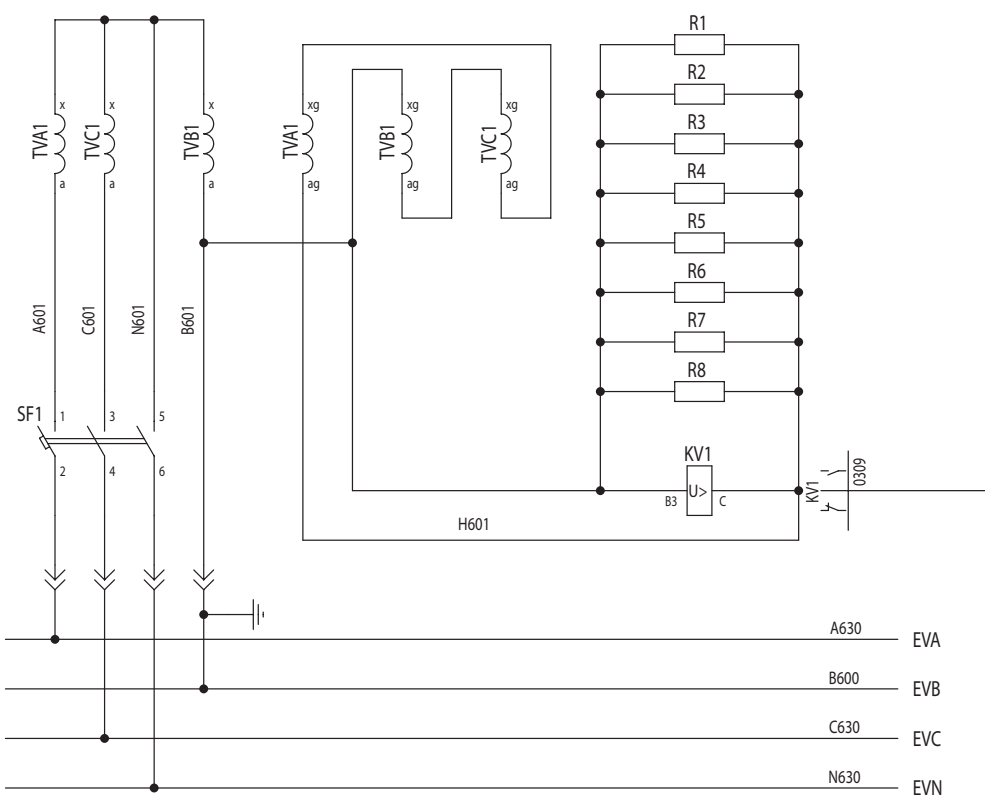 R1
R2
R3
R4
R5
R6
R7
R8
x
x
x
xg
xg
xg
TVA1
TVC1
TVB1
TVA1
TVB1
TVC1
a
a
a
ag
ag
ag
A601
C601
N601
B601
SF1
1
3
5
2
4
6
KV1
B3
U>
C
KV1
0309
H601
A630
EVA
B600
EVB
C630
EVC
N630
EVN